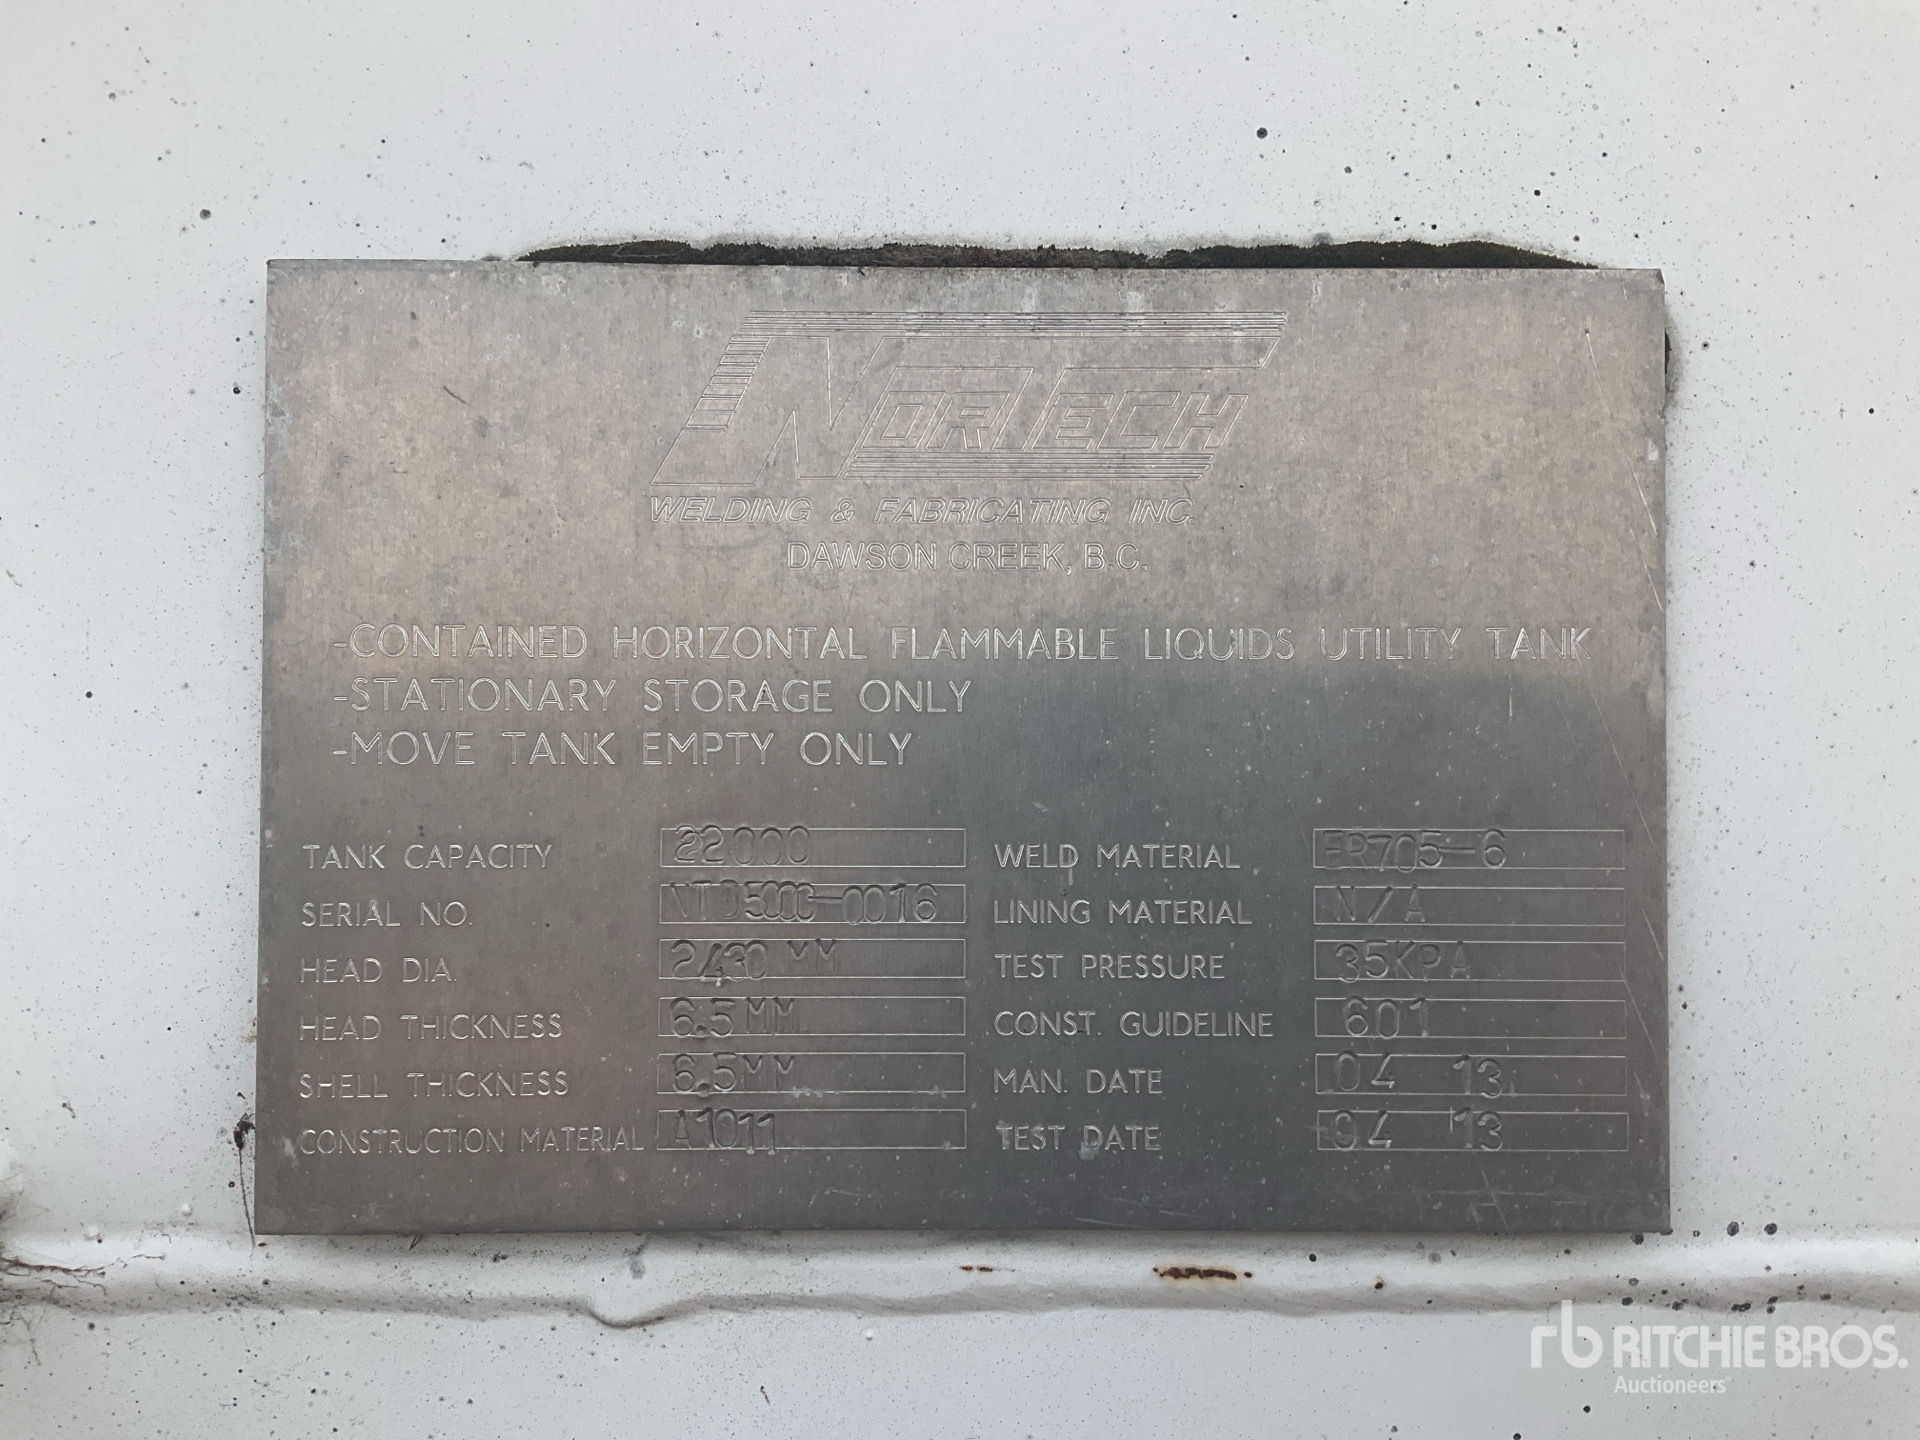 NORTECH
WELDING & FABRICATING INC.
DAWSON CREEK, B.C.
-CONTAINED HORIZONTAL FLAMMABLE LIQUIDS UTILITY TANK
-STATIONARY STORAGE ONLY
-MOVE TANK EMPTY ONLY
TANK CAPACITY 22000
SERIAL NO. NTD5000-0016
HEAD DIA. 2430 MM
HEAD THICKNESS 6.5MM
SHELL THICKNESS 6.5MM
CONSTRUCTION MATERIAL A1011
WELD MATERIAL ER705-6
LINING MATERIAL N/A
TEST PRESSURE 35KPA
CONST. GUIDELINE 601
MAN. DATE 04 13
TEST DATE 04 13
rb RITCHIE BROS.
Auctioneers